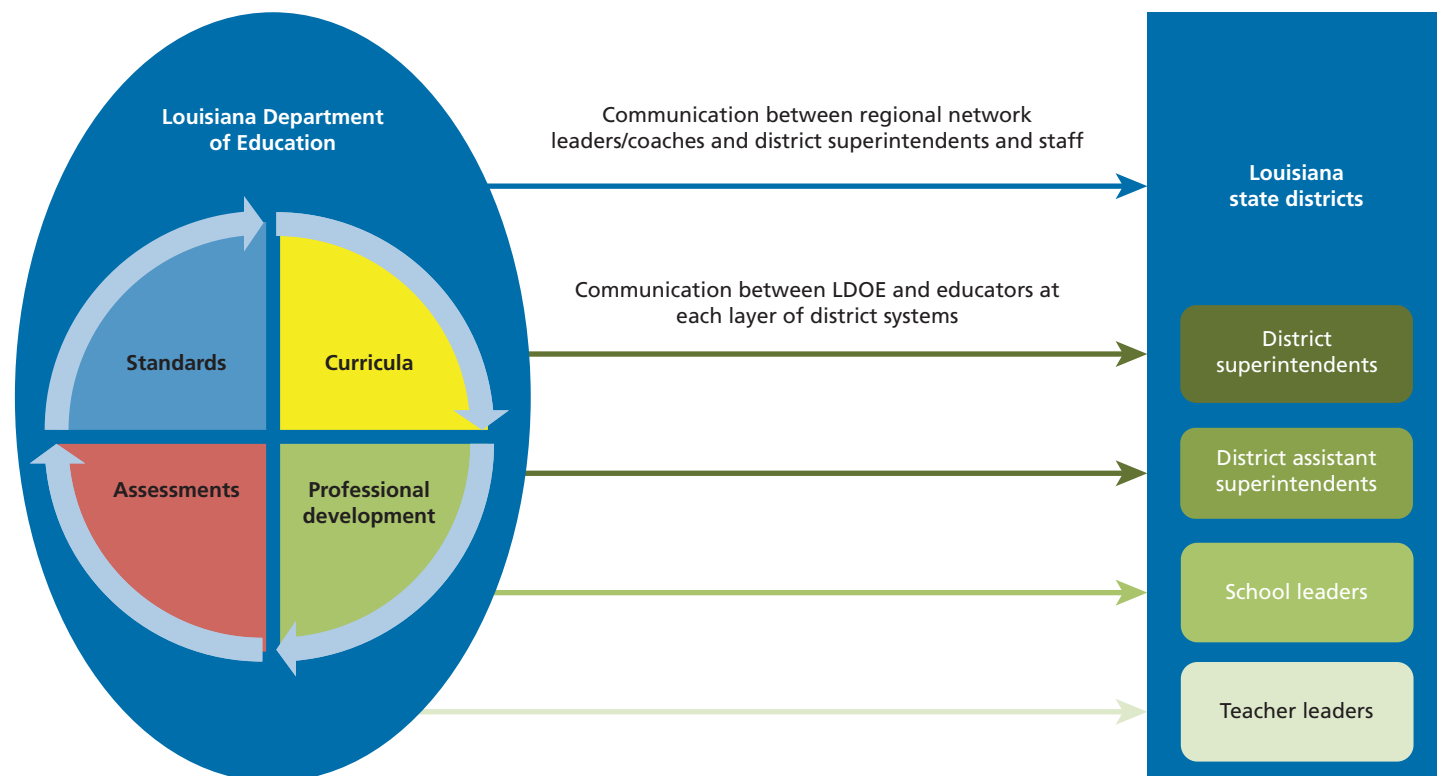 Louisiana Department
of Education
Standards
Curricula
Assessments
Professional
development
Communication between regional network
leaders/coaches and district superintendents and staff
Communication between LDOE and educators at
each layer of district systems
Louisiana
state districts
District
superintendents
District assistant
superintendents
School leaders
Teacher leaders